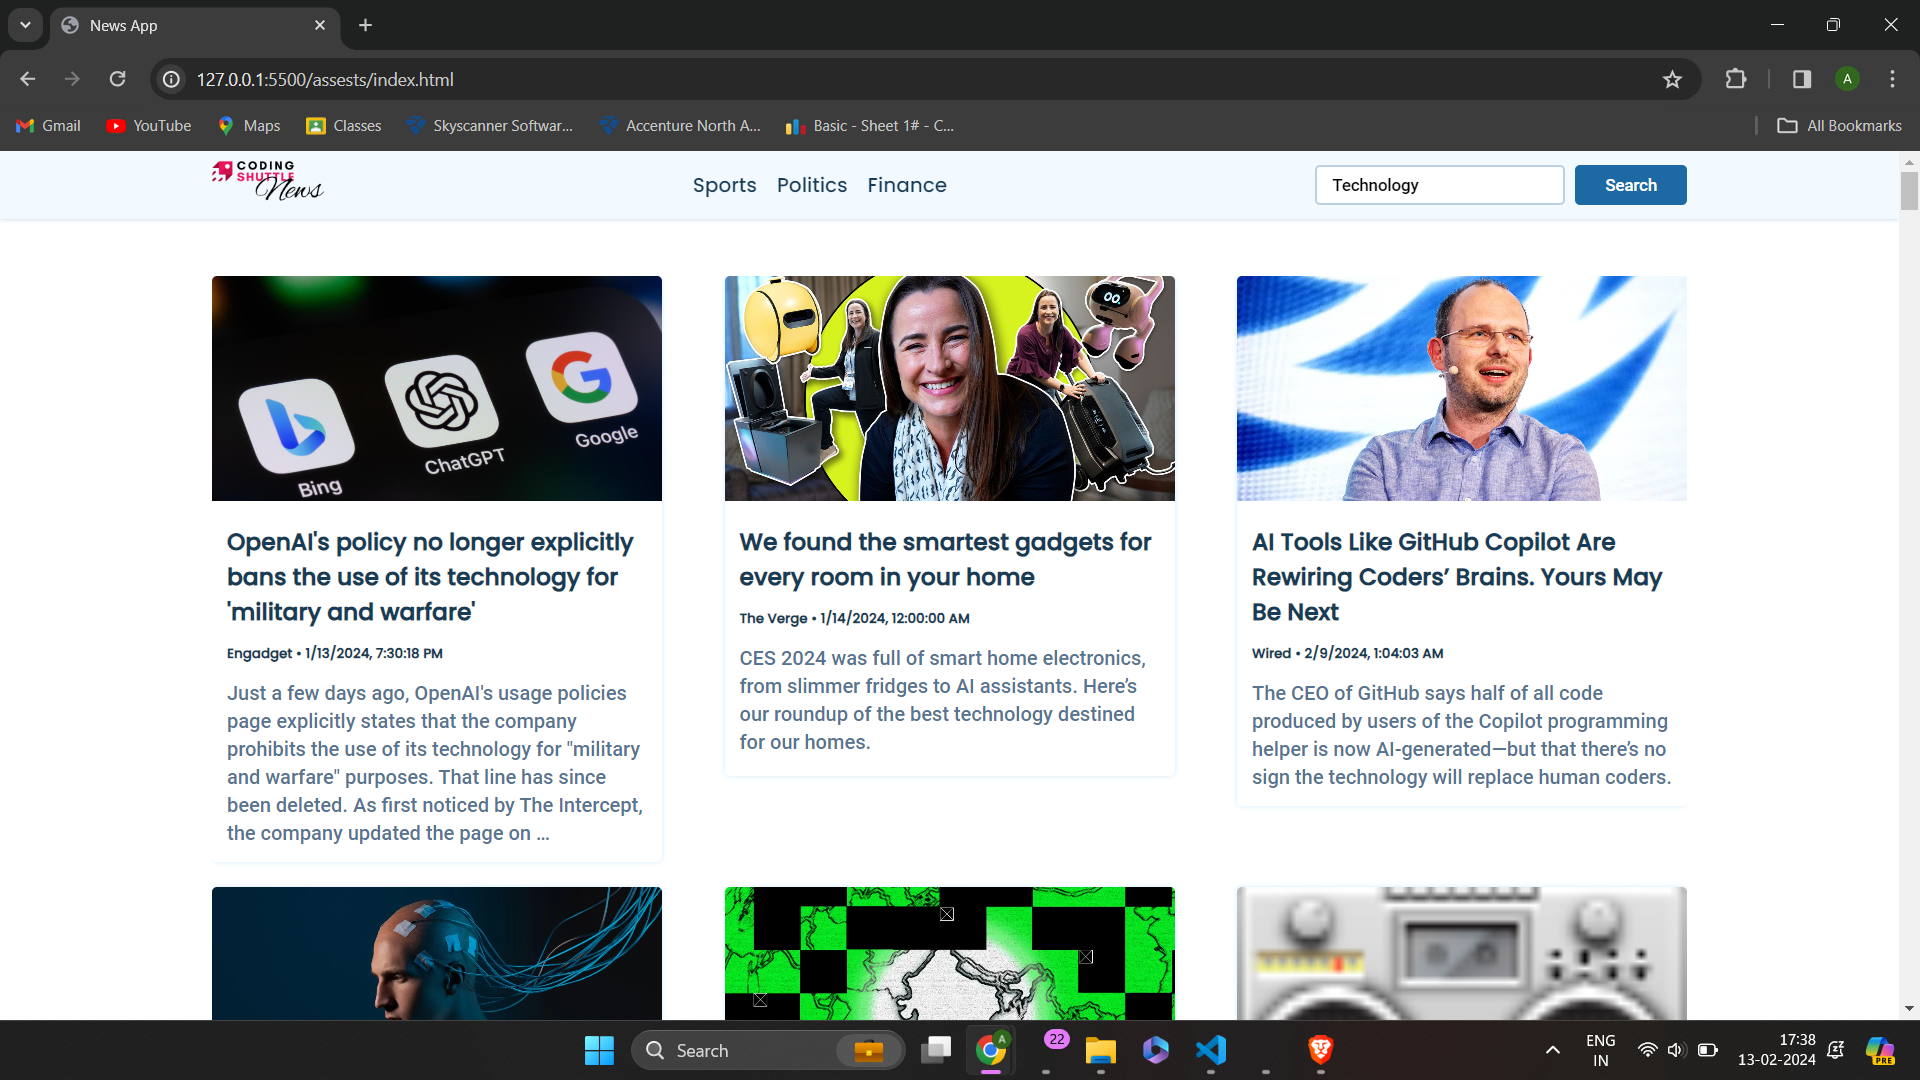 News App
127.0.0.1:5500/assests/index.html
Gmail
YouTube
Maps
Classes
Skyscanner Softwar...
Accenture North A...
Basic - Sheet 1# - C...
All Bookmarks
CODING
SHUTTLE
News
Sports
Politics
Finance
Technology
Search
Bing
ChatGPT
Google
OpenAI's policy no longer explicitly
bans the use of its technology for
'military and warfare'
Engadget • 1/13/2024, 7:30:18 PM
Just a few days ago, OpenAI's usage policies
page explicitly states that the company
prohibits the use of its technology for "military
and warfare" purposes. That line has since
been deleted. As first noticed by The Intercept,
the company updated the page on …
We found the smartest gadgets for
every room in your home
The Verge • 1/14/2024, 12:00:00 AM
CES 2024 was full of smart home electronics,
from slimmer fridges to AI assistants. Here’s
our roundup of the best technology destined
for our homes.
AI Tools Like GitHub Copilot Are
Rewiring Coders’ Brains. Yours May
Be Next
Wired • 2/9/2024, 1:04:03 AM
The CEO of GitHub says half of all code
produced by users of the Copilot programming
helper is now AI-generated—but that there’s no
sign the technology will replace human coders.
Search
A
22
ENG
IN
17:38
13-02-2024
PRE
A